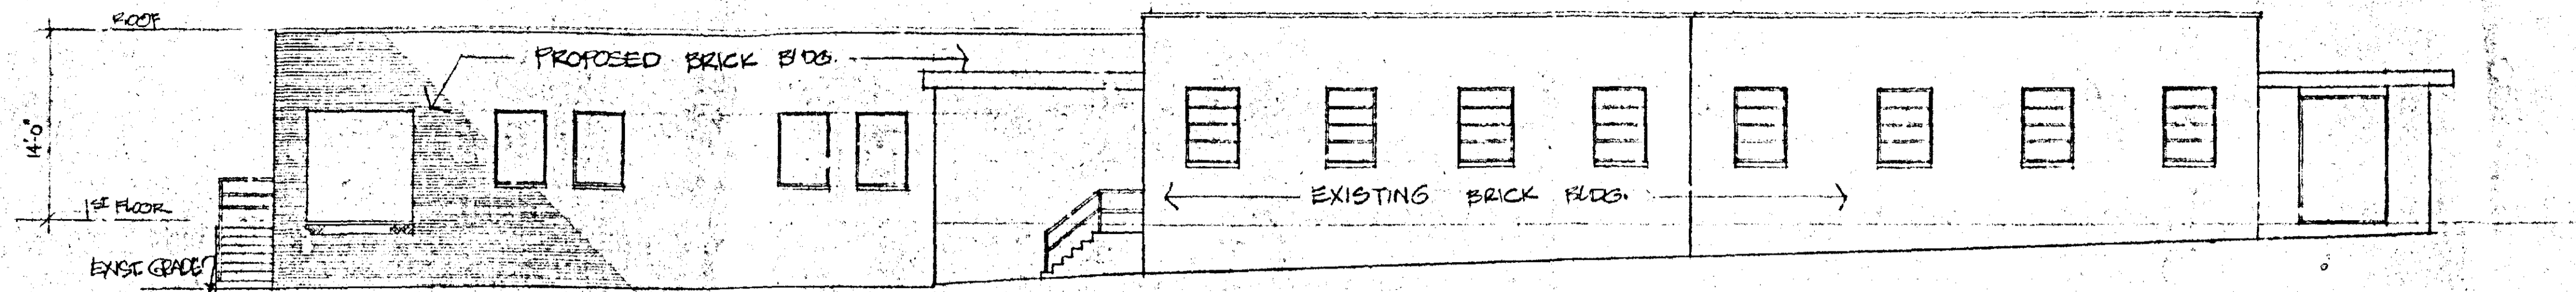 ROOF
PROPOSED BRICK BLDG.
14'-0"
1ST FLOOR
EXISTING BRICK BLDG.
EXIST. GRADE